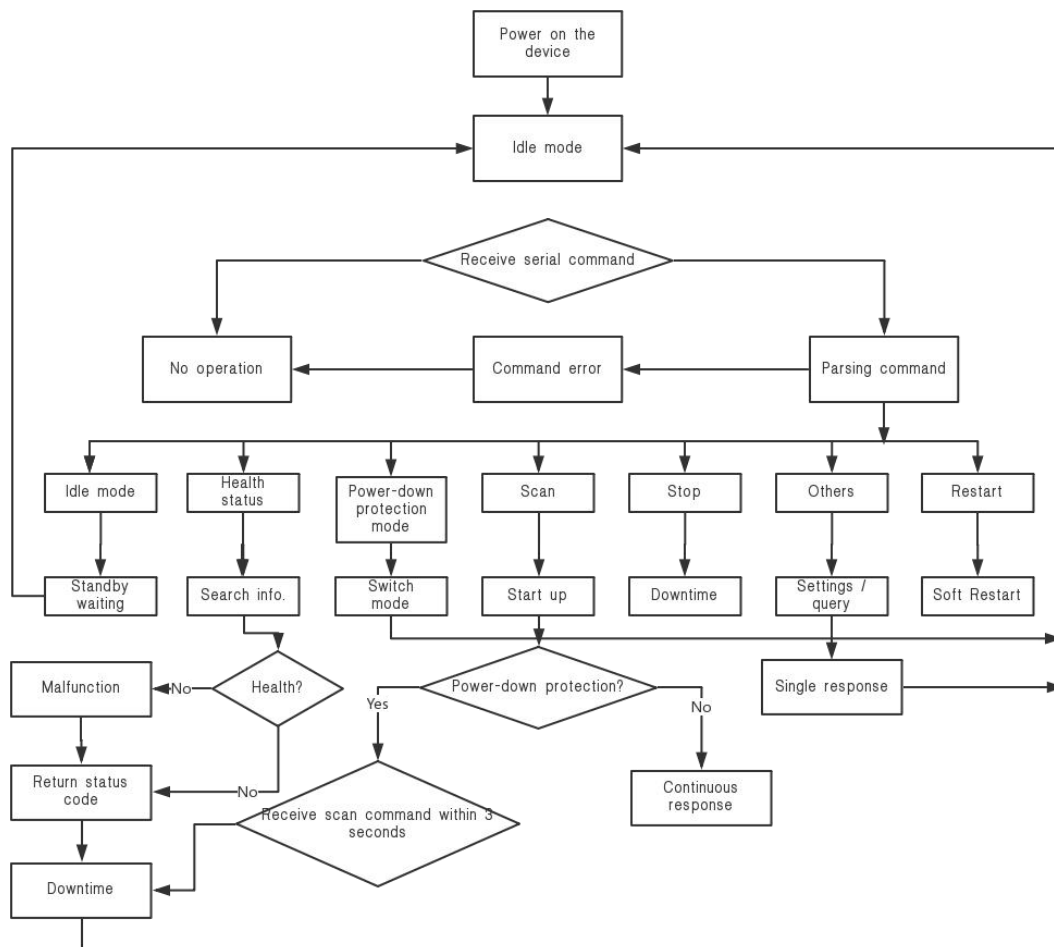 Power on the
device
Idle mode
Receive serial command
No operation
Command error
Parsing command
Idle mode
Health
status
Power-down
protection
mode
Scan
Stop
Others
Restart
Standby
waiting
Search info.
Switch
mode
Start up
Downtime
Settings /
query
Soft Restart
Malfunction
No
Health?
Power-down protection?
Single response
Yes
No
Return status
code
No
Receive scan command within 3
seconds
Continuous
response
Downtime